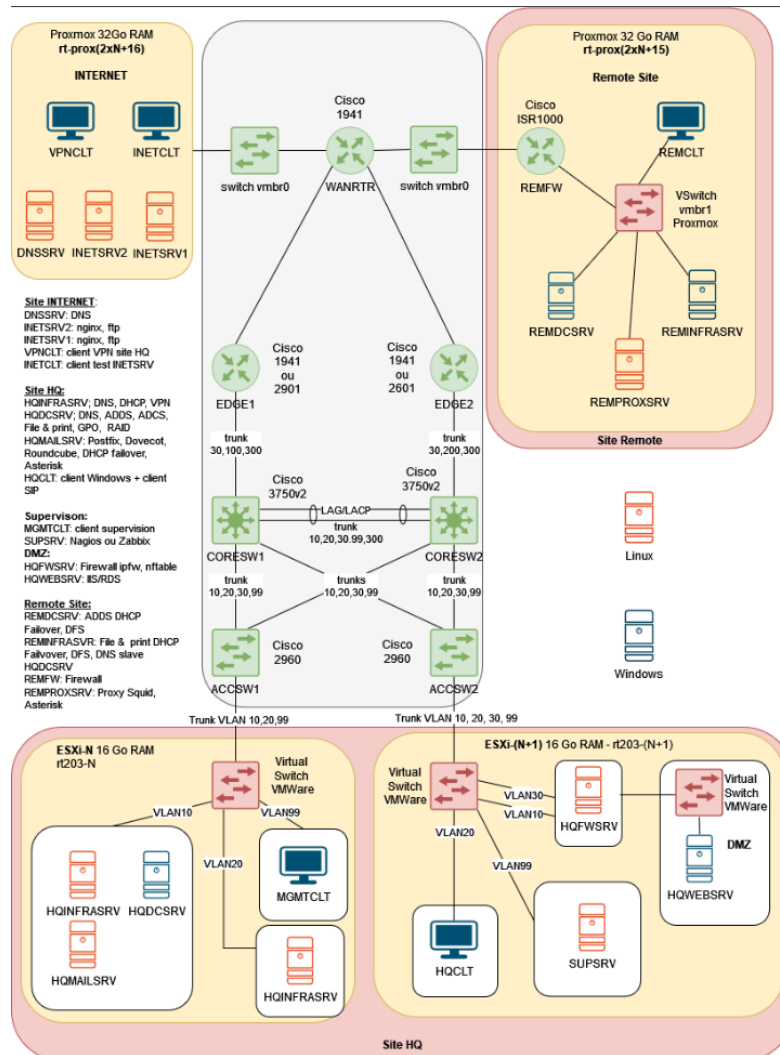 Proxmox 32Go RAM
rt-prox(2xN+16)
INTERNET
VPNCLT
INETCLT
DNSSRV
INETSRV2
INETSRV1
switch vmbr0
Cisco
1941
WANRTR
switch vmbr0
Proxmox 32 Go RAM
rt-prox(2xN+15)
Remote Site
Cisco
ISR1000
REMFW
REMCLT
VSwitch
vmbr1
Proxmox
REMDCSRV
REMINFRASRV
REMPROXSRV
Site Remote
Site INTERNET:
DNSSRV: DNS
INETSRV2: nginx, ftp
INETSRV1: nginx, ftp
VPNCLT: client VPN site HQ
INETCLT: client test INETSRV
Site HQ:
HQINFRASRV; DNS, DHCP, VPN
HQDCSRV; DNS, ADDS, ADCS,
File & print, GPO, RAID
HQMAILSRV: Postfix, Dovecot,
Roundcube, DHCP failover,
Asterisk
HQCLT: client Windows + client
SIP
Supervison:
MGMTCLT: client supervision
SUPSRV: Nagios ou Zabbix
DMZ:
HQFWSRV: Firewall ipfw, nftable
HQWEBSRV: IIS/RDS
Remote Site:
REMDCSRV: ADDS DHCP
Failover, DFS
REMINFRASVR: File & print DHCP
Failvover, DFS, DNS slave
HQDCSRV
REMFW: Firewall
REMPROXSRV: Proxy Squid,
Asterisk
Cisco
1941
ou
2901
EDGE1
Cisco
1941
ou
2601
EDGE2
trunk
30,100,300
trunk
30,200,300
Cisco
3750v2
Cisco
3750v2
LAG/LACP
trunk
10,20,30.99,300
CORESW1
CORESW2
trunk
10,20,30,99
trunks
10,20,30,99
trunk
10,20,30,99
Cisco
2960
Cisco
2960
ACCSW1
ACCSW2
Linux
Windows
Trunk VLAN 10,20,99
Trunk VLAN 10, 20, 30, 99
ESXi-N 16 Go RAM
rt203-N
Virtual
Switch
VMWare
VLAN10
VLAN99
VLAN20
HQINFRASRV
HQDCSRV
HQMAILSRV
MGMTCLT
HQINFRASRV
ESXi-(N+1) 16 Go RAM - rt203-(N+1)
Virtual
Switch
VMWare
VLAN30
VLAN10
VLAN20
VLAN99
HQFWSRV
Virtual
Switch
VMWare
DMZ
HQWEBSRV
HQCLT
SUPSRV
Site HQ